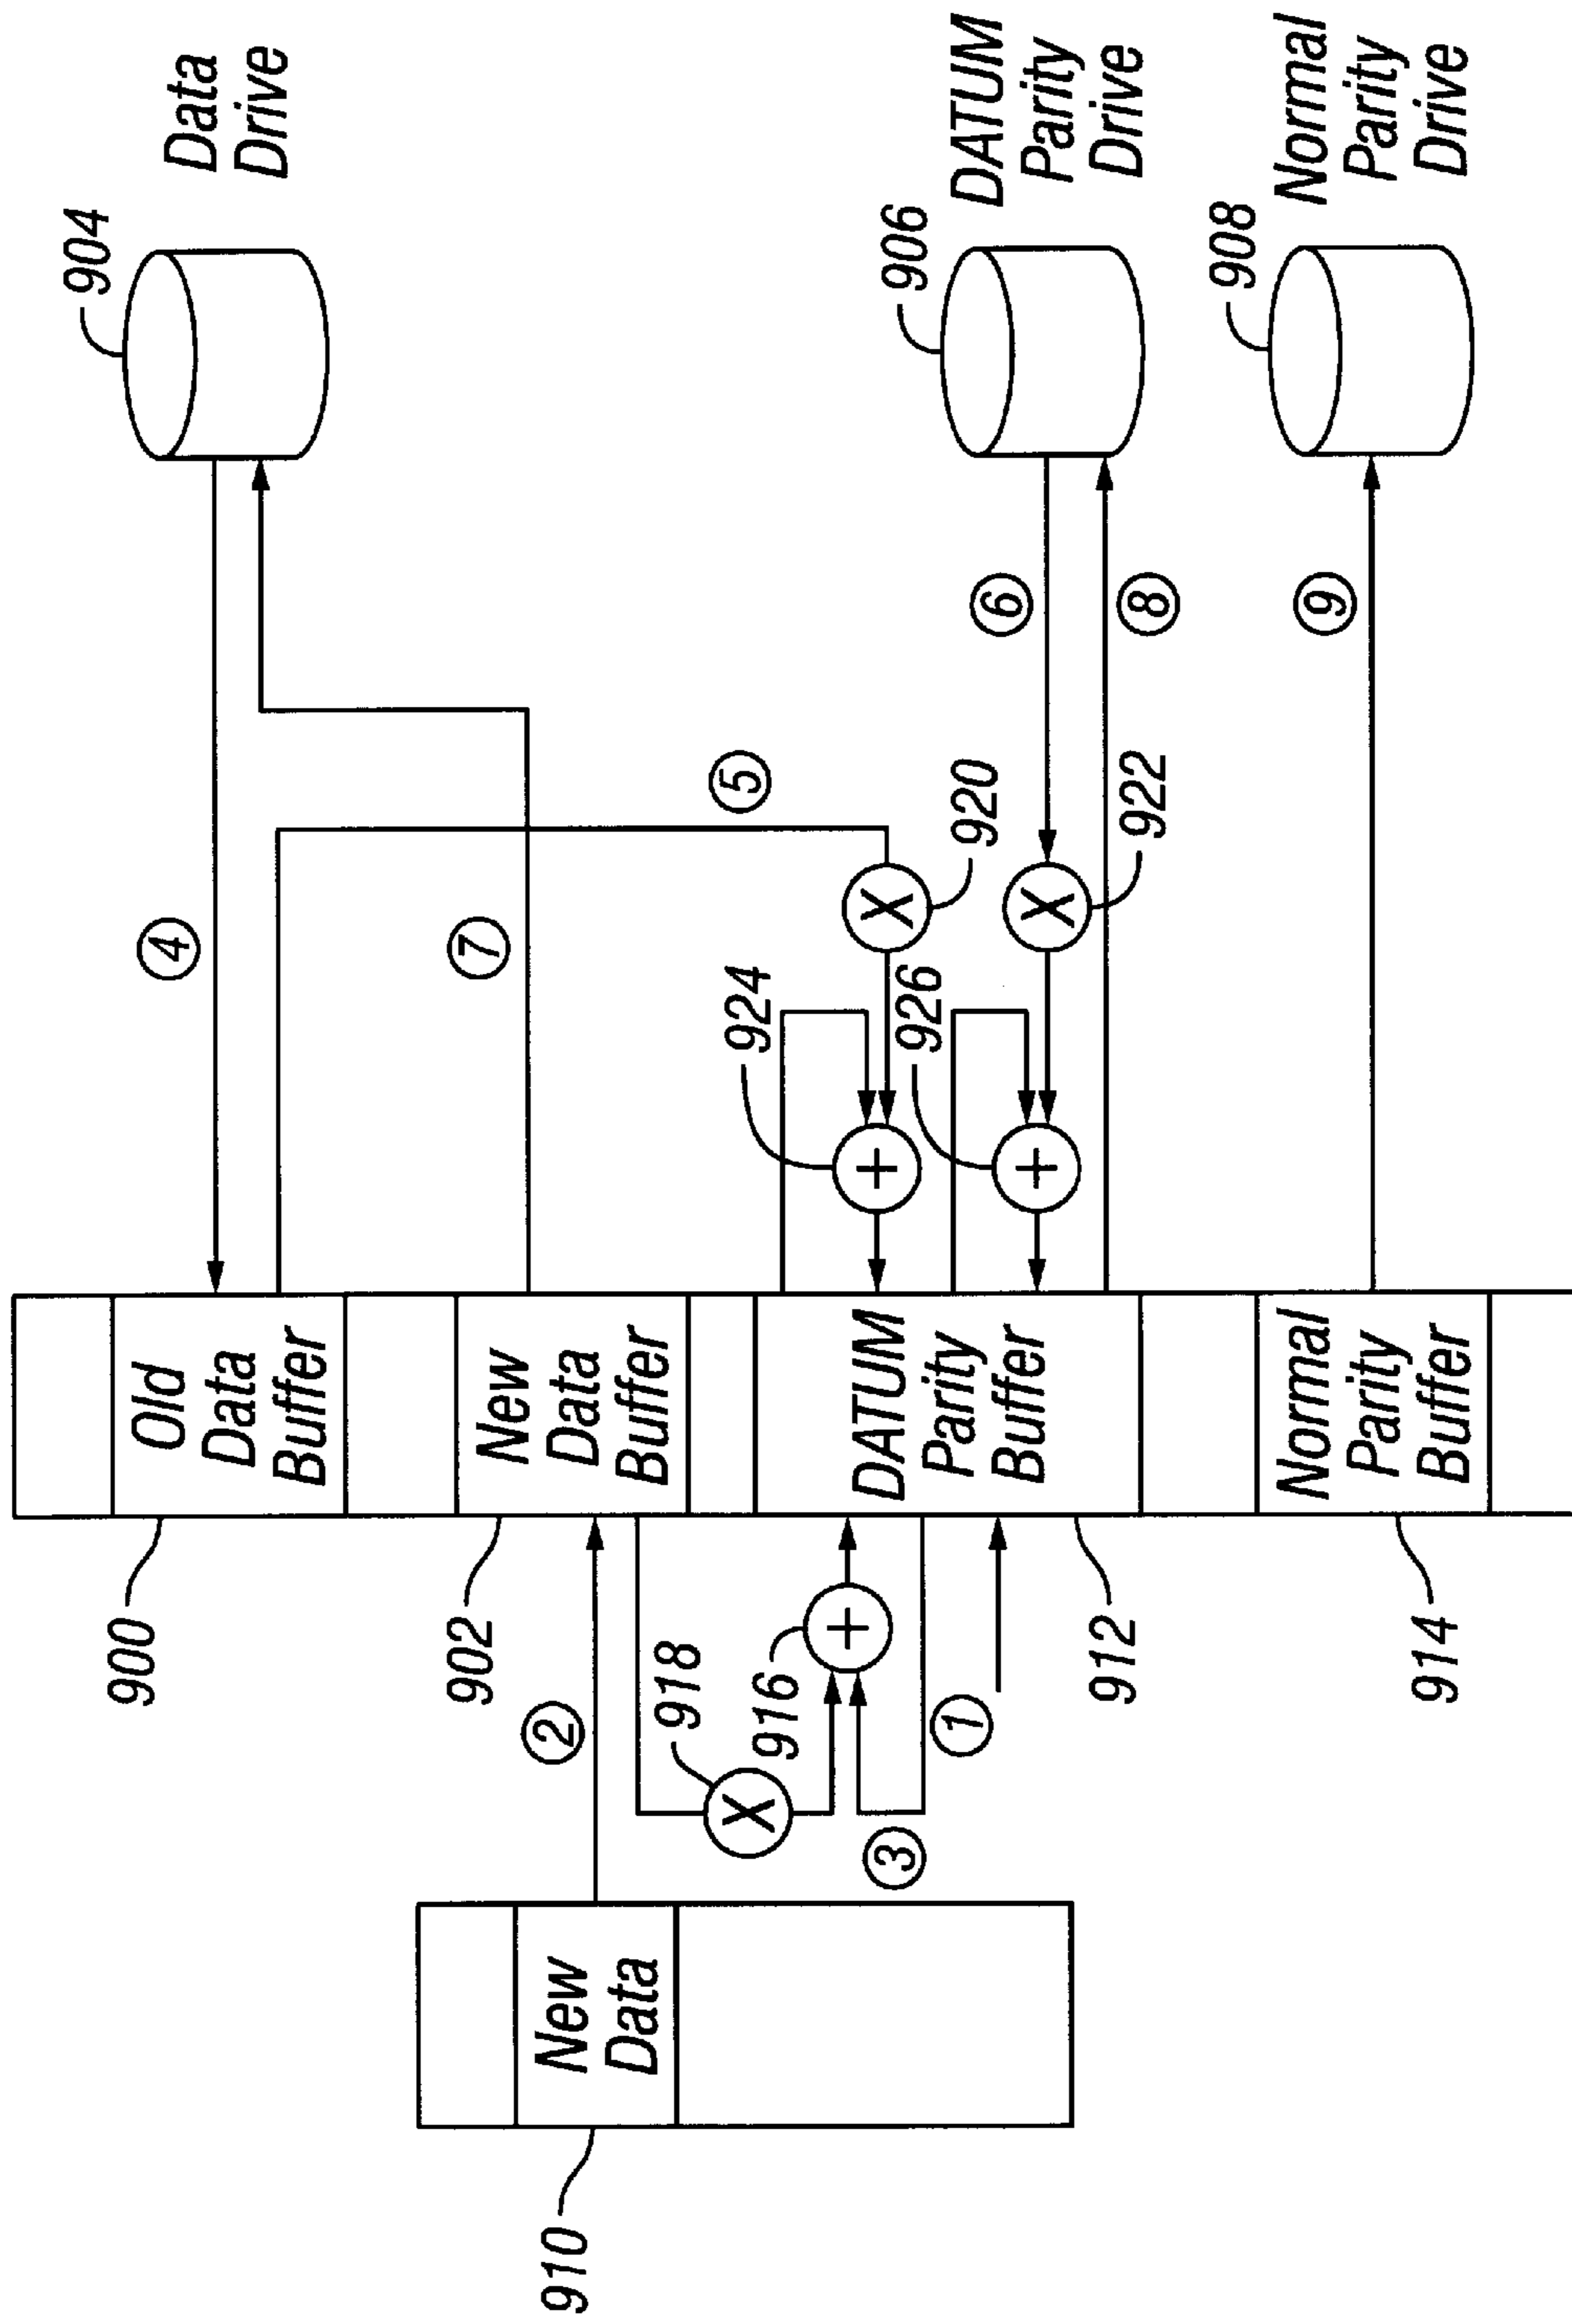 904
Data
Drive
906
DATUM
Parity
Drive
908
Normal
Parity
Drive
4
7
5
6
8
9
920
922
924
926
900
Old
Data
Buffer
902
New
Data
Buffer
912
DATUM
Parity
Buffer
914
Normal
Parity
Buffer
2
918
X
916
+
3
1
X
X
+
+
910
New
Data